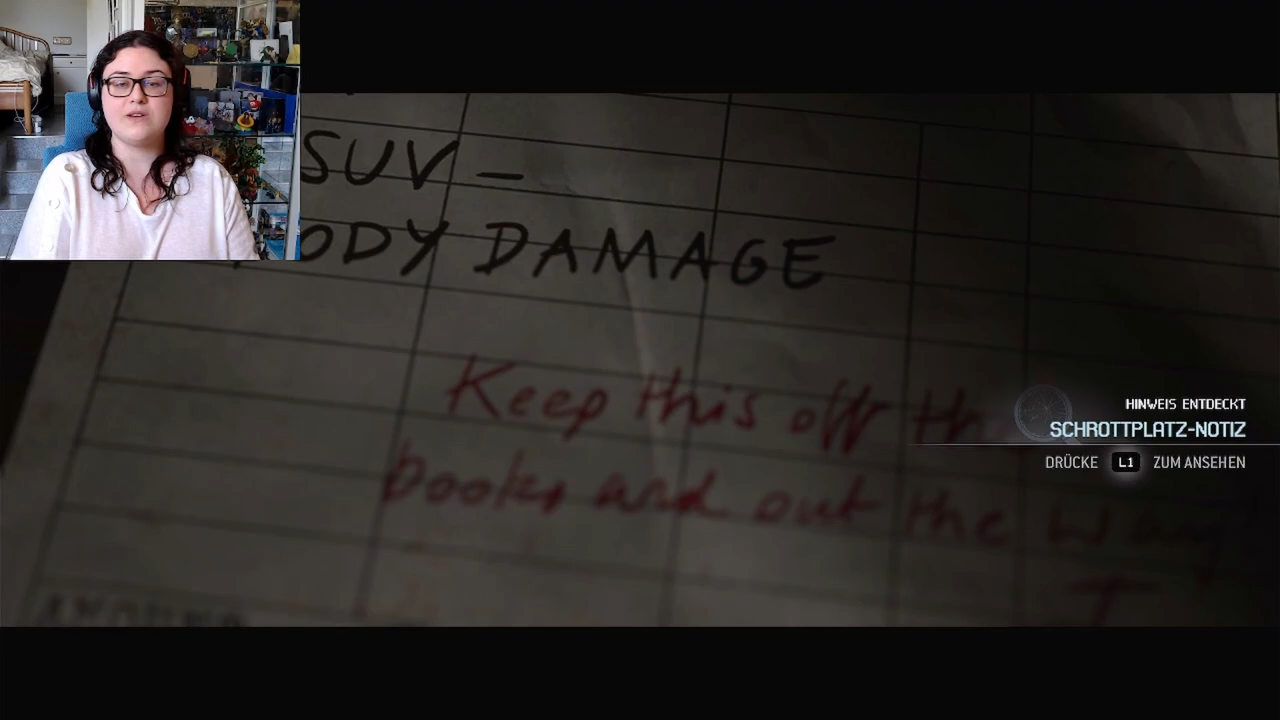 SUV –
ODY DAMAGE
Keep this off th
books and out the way
T
HINWEIS ENTDECKT
SCHROTTPLATZ-NOTIZ
DRÜCKE L1 ZUM ANSEHEN